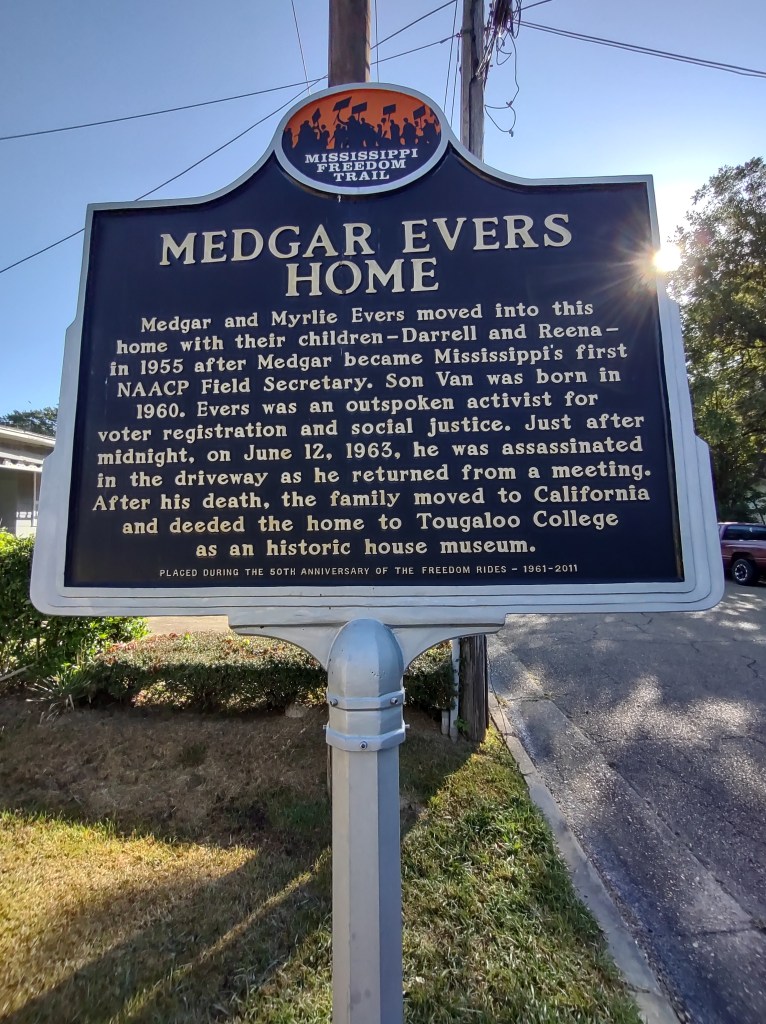 MISSISSIPPI
FREEDOM
TRAIL
MEDGAR EVERS
HOME
Medgar and Myrlie Evers moved into this
home with their children – Darrell and Reena –
in 1955 after Medgar became Mississippi's first
NAACP Field Secretary. Son Van was born in
1960. Evers was an outspoken activist for
voter registration and social justice. Just after
midnight, on June 12, 1963, he was assassinated
in the driveway as he returned from a meeting.
After his death, the family moved to California
and deeded the home to Tougaloo College
as an historic house museum.
PLACED DURING THE 50TH ANNIVERSARY OF THE FREEDOM RIDES – 1961-2011